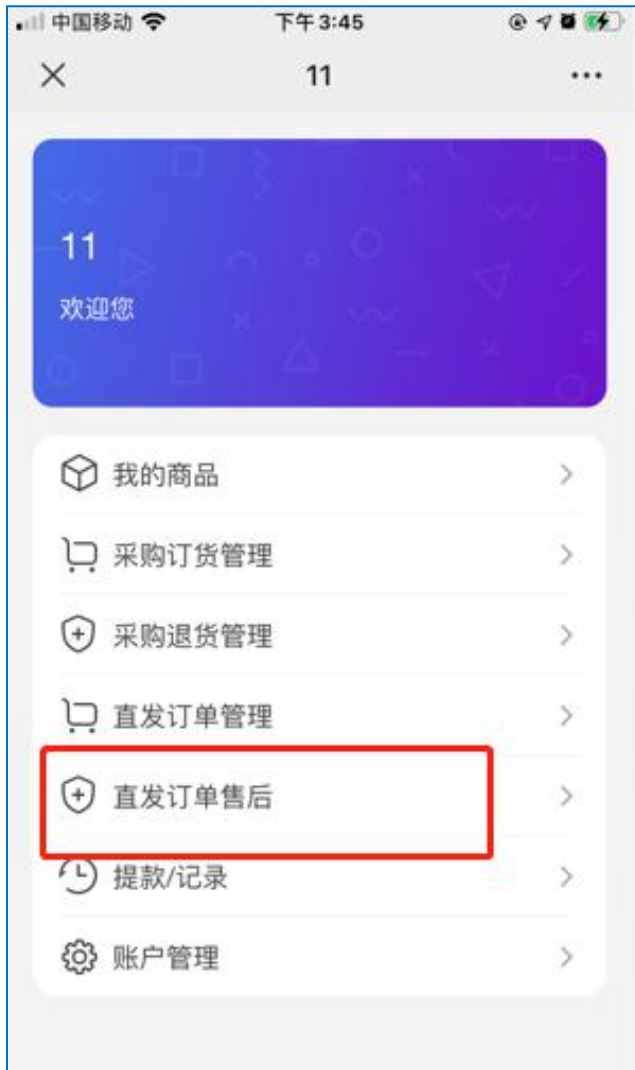 中国移动 下午 3:45
11
11
欢迎您
我的商品
采购订货管理
采购退货管理
直发订单管理
直发订单售后
提款/记录
账户管理